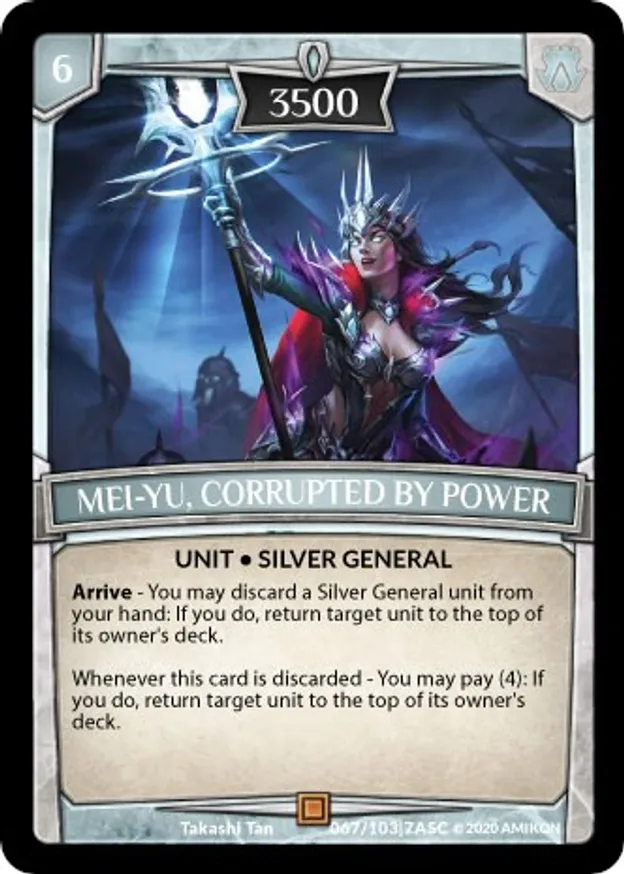 6
3500
MEI-YU, CORRUPTED BY POWER
UNIT • SILVER GENERAL
Arrive - You may discard a Silver General unit from
your hand: If you do, return target unit to the top of
its owner's deck.
Whenever this card is discarded - You may pay (4): If
you do, return target unit to the top of its owner's
deck.
Takashi Tan
067/103|ZASC © 2020 AMIKON